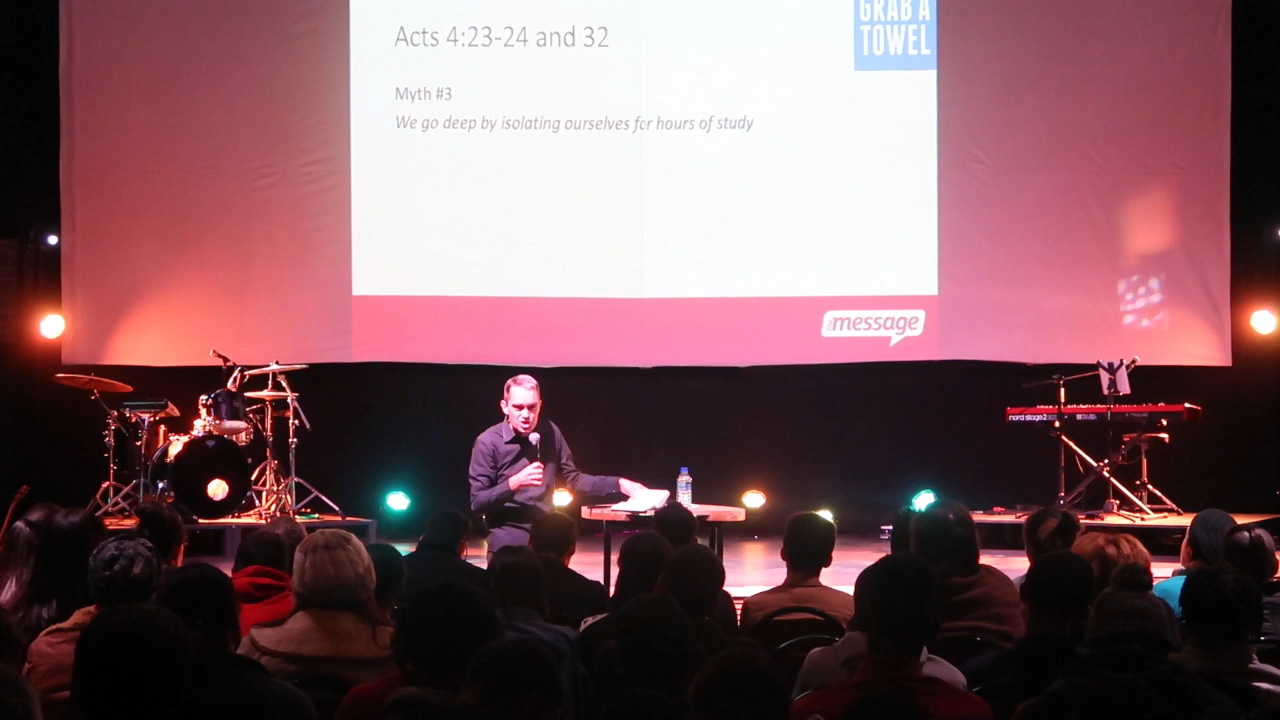 GRAB A
TOWEL
Acts 4:23-24 and 32
Myth #3
We go deep by isolating ourselves for hours of study
message
nord stage 2